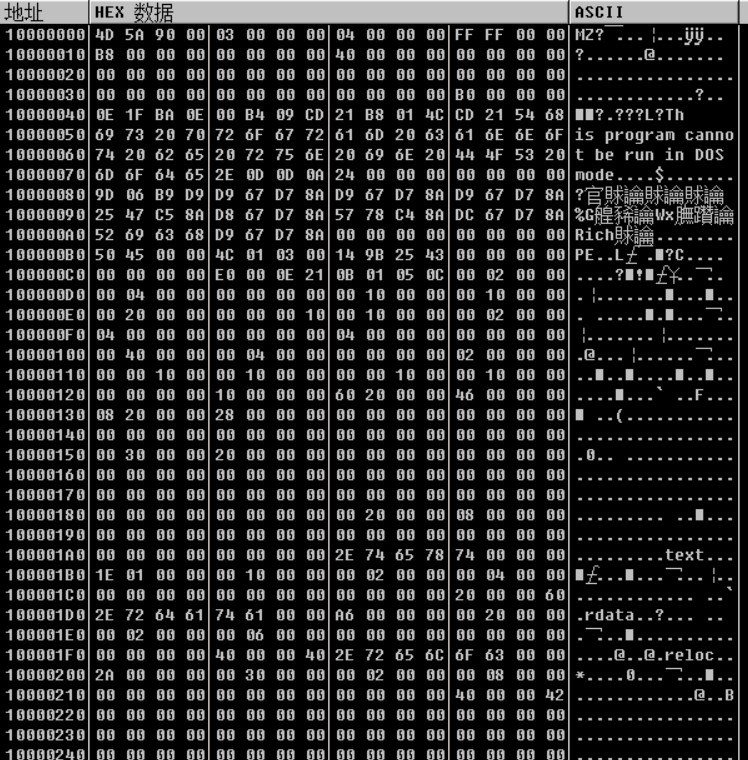 地址 HEX 数据 ASCII
10000000 4D 5A 90 00 03 00 00 00 04 00 00 00 FF FF 00 00 MZ?
10000010 B8 00 00 00 00 00 00 00 40 00 00 00 00 00 00 00 ?.......@.......
10000020 00 00 00 00 00 00 00 00 00 00 00 00 00 00 00 00 ................
10000030 00 00 00 00 00 00 00 00 00 00 00 00 B0 00 00 00 ............?..
10000040 0E 1F BA 0E 00 B4 09 CD 21 B8 01 4C CD 21 54 68 ?.???L?Th
10000050 69 73 20 70 72 6F 67 72 61 6D 20 63 61 6E 6E 6F is program canno
10000060 74 20 62 65 20 72 75 6E 20 69 6E 20 44 4F 53 20 t be run in DOS
10000070 6D 6F 64 65 2E 0D 0D 0A 24 00 00 00 00 00 00 00 mode....$.......
10000080 9D 06 B9 D9 D9 67 D7 8A D9 67 D7 8A D9 67 D7 8A
10000090 25 47 C5 8A D8 67 D7 8A 57 78 C4 8A DC 67 D7 8A %G Wx
100000A0 52 69 63 68 D9 67 D7 8A 00 00 00 00 00 00 00 00 Rich ........
100000B0 50 45 00 00 4C 01 03 00 14 9B 25 43 00 00 00 00 PE..L ?C....
100000C0 00 00 00 00 E0 00 0E 21 0B 01 05 0C 00 02 00 00
100000D0 00 04 00 00 00 00 00 00 00 10 00 00 00 10 00 00
100000E0 00 20 00 00 00 00 00 10 00 10 00 00 00 02 00 00
100000F0 04 00 00 00 00 00 00 00 04 00 00 00 00 00 00 00
10000100 00 40 00 00 00 04 00 00 00 00 00 00 02 00 00 00 .@..
10000110 00 00 10 00 00 10 00 00 00 00 10 00 00 10 00 00
10000120 00 00 00 00 10 00 00 00 60 20 00 00 46 00 00 00 ` ..F...
10000130 08 20 00 00 28 00 00 00 00 00 00 00 00 00 00 00 ..(...........
10000140 00 00 00 00 00 00 00 00 00 00 00 00 00 00 00 00 ................
10000150 00 30 00 00 20 00 00 00 00 00 00 00 00 00 00 00 .0.. ...........
10000160 00 00 00 00 00 00 00 00 00 00 00 00 00 00 00 00 ................
10000170 00 00 00 00 00 00 00 00 00 00 00 00 00 00 00 00 ................
10000180 00 00 00 00 00 00 00 00 00 20 00 00 08 00 00 00
10000190 00 00 00 00 00 00 00 00 00 00 00 00 00 00 00 00 ................
100001A0 00 00 00 00 00 00 00 00 2E 74 65 78 74 00 00 00 .........text...
100001B0 1E 01 00 00 00 10 00 00 00 02 00 00 00 04 00 00
100001C0 00 00 00 00 00 00 00 00 00 00 00 00 20 00 00 60 ............ ..`
100001D0 2E 72 64 61 74 61 00 00 A6 00 00 00 00 20 00 00 .rdata..?... ..
100001E0 00 02 00 00 00 06 00 00 00 00 00 00 00 00 00 00
100001F0 00 00 00 00 40 00 00 40 2E 72 65 6C 6F 63 00 00 ....@..@.reloc..
10000200 2A 00 00 00 00 30 00 00 00 02 00 00 00 08 00 00 *....0...
10000210 00 00 00 00 00 00 00 00 00 00 00 00 40 00 00 42 ............@..B
10000220 00 00 00 00 00 00 00 00 00 00 00 00 00 00 00 00 ................
10000230 00 00 00 00 00 00 00 00 00 00 00 00 00 00 00 00 ................
10000240 00 00 00 00 00 00 00 00 00 00 00 00 00 00 00 00 ................